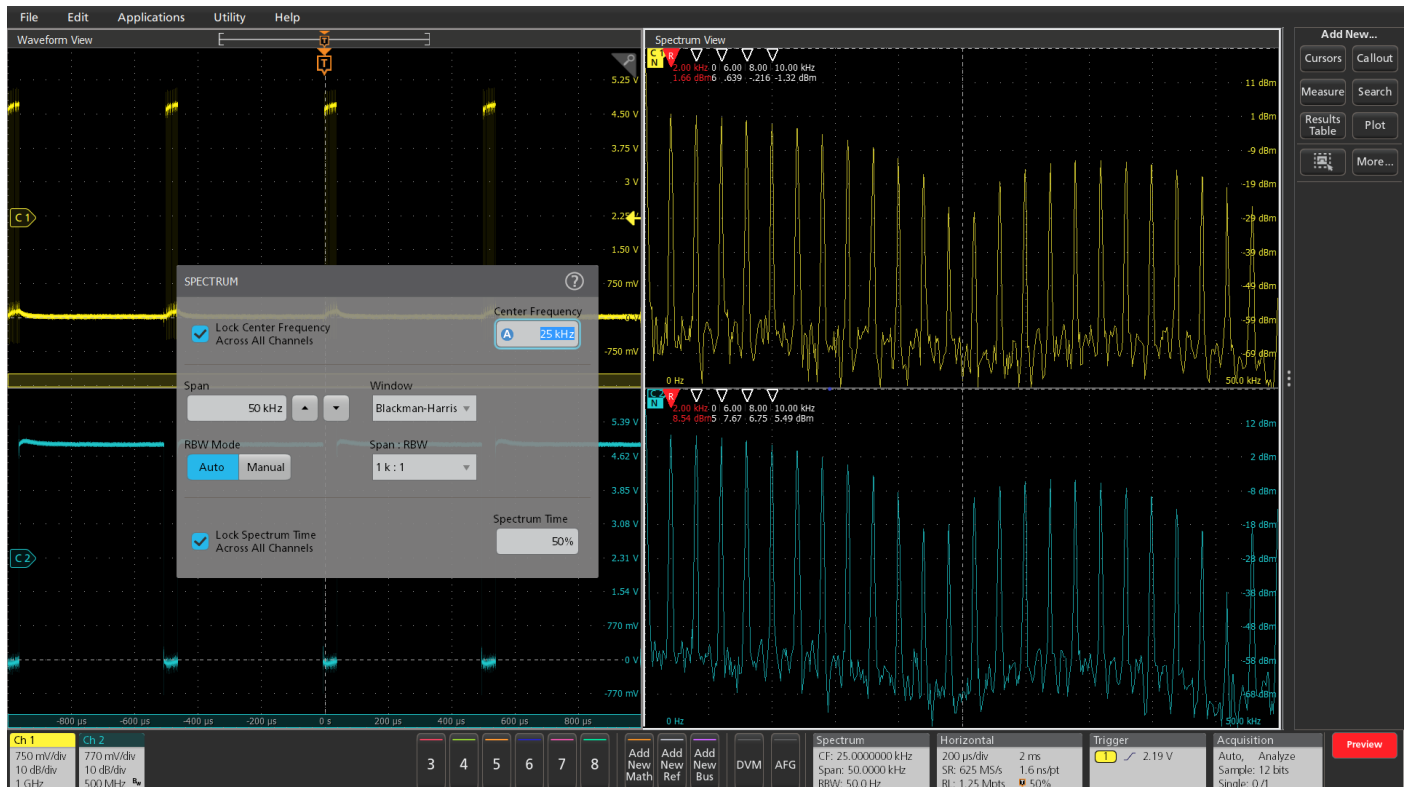 File Edit Applications Utility Help
Waveform View
Spectrum View
Add New...
Cursors Callout
Measure Search
Results Table Plot
More...
T
T
5.25 V
4.50 V
3.75 V
3 V
1.50 V
750 mV
-750 mV
C 1
SPECTRUM
?
Lock Center Frequency
Across All Channels
Center Frequency
A 25 kHz
Span
Window
50 kHz
Blackman-Harris
RBW Mode
Span : RBW
Auto Manual
1 k : 1
Lock Spectrum Time
Across All Channels
Spectrum Time
50%
5.39 V
4.62 V
3.85 V
3.08 V
2.31 V
1.54 V
770 mV
0 V
-770 mV
C 2
-800 µs -600 µs -400 µs -200 µs 0 s 200 µs 400 µs 600 µs 800 µs
N R
2.00 kHz 0 6.00 8.00 10.00 kHz
1.66 dBm6 .639 -.216 -1.32 dBm
11 dBm
1 dBm
-9 dBm
-19 dBm
-29 dBm
-39 dBm
-49 dBm
-59 dBm
-69 dBm
0 Hz 50.0 kHz
N R
2.00 kHz 0 6.00 8.00 10.00 kHz
8.54 dBm5 7.67 6.75 5.49 dBm
12 dBm
2 dBm
-8 dBm
-18 dBm
-28 dBm
-38 dBm
-48 dBm
-58 dBm
-68 dBm
0 Hz 50.0 kHz
Ch 1
750 mV/div
10 dB/div
1 GHz
Ch 2
770 mV/div
10 dB/div
500 MHz Bw
3 4 5 6 7 8
Add New Math
Add New Ref
Add New Bus
DVM AFG
Spectrum
CF: 25.0000000 kHz
Span: 50.0000 kHz
RBW: 50.0 Hz
Horizontal
200 µs/div 2 ms
SR: 625 MS/s 1.6 ns/pt
RL: 1.25 Mpts 50%
Trigger
1 2.19 V
Acquisition
Auto, Analyze
Sample: 12 bits
Single: 0 /1
Preview